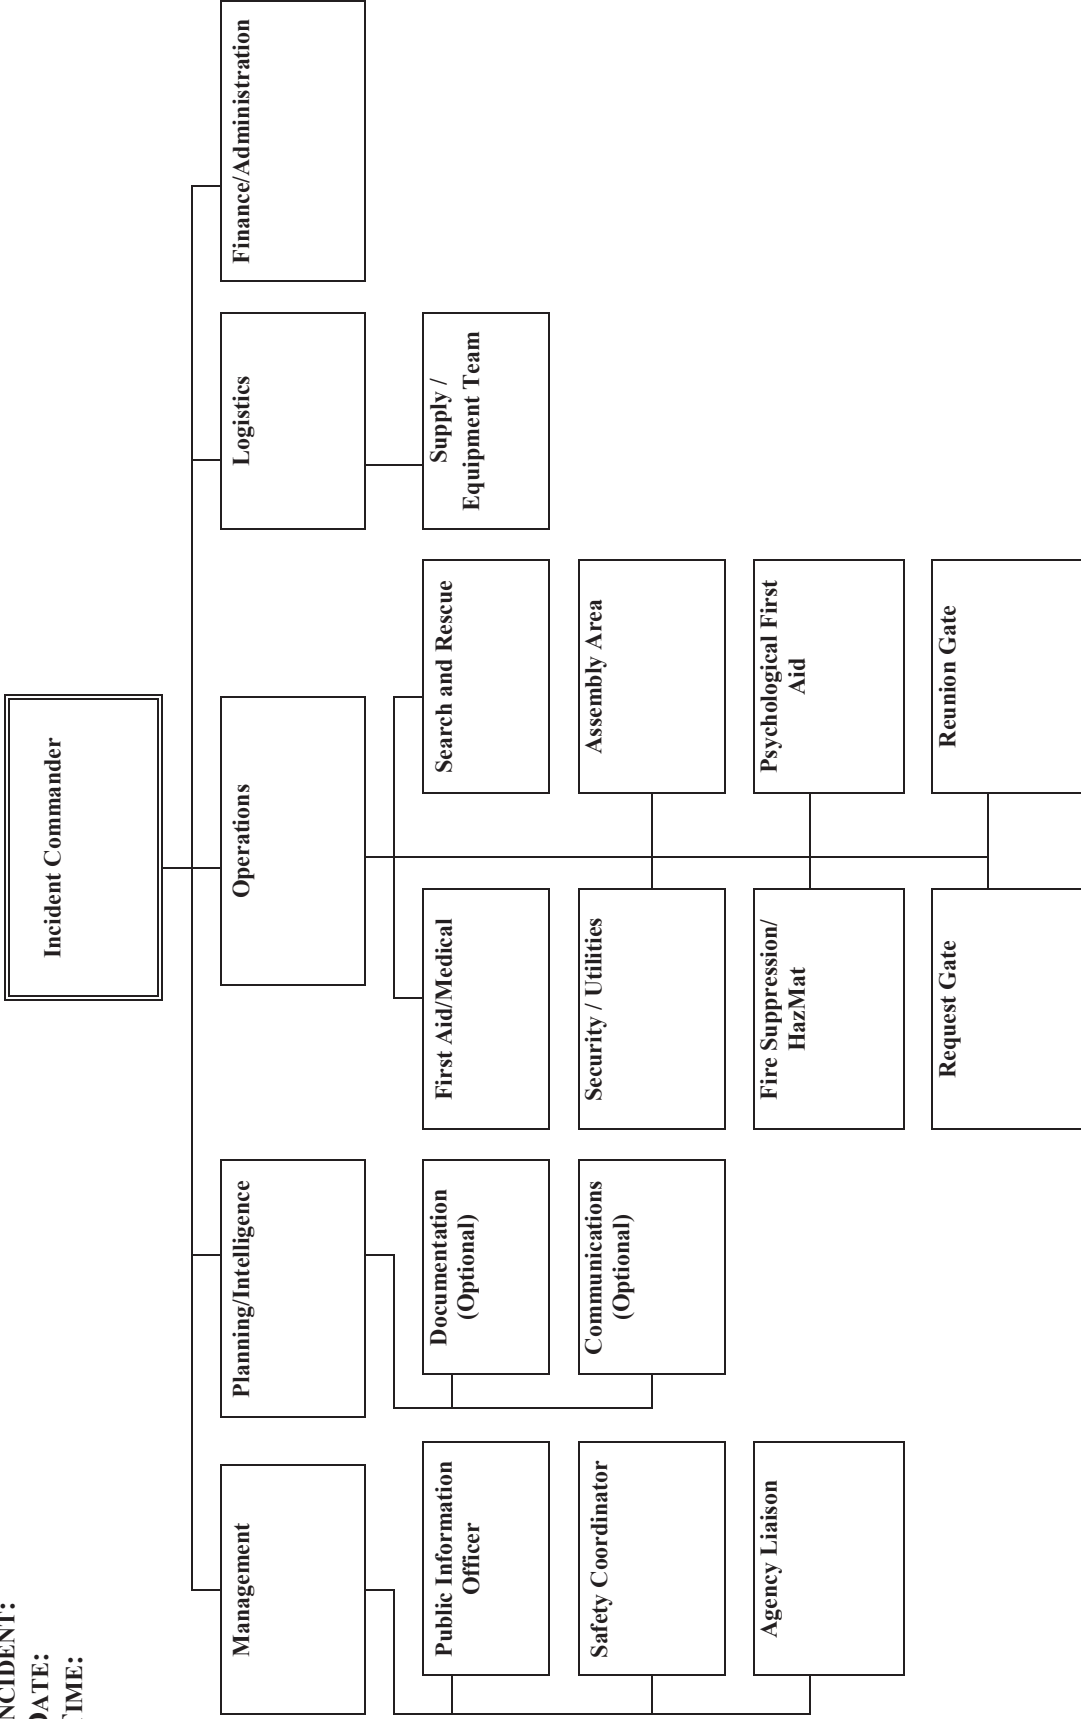 INCIDENT:
DATE:
TIME:
Incident Commander
Management
Planning/Intelligence
Operations
Logistics
Finance/Administration
Public Information
Officer
Documentation
(Optional)
First Aid/Medical
Search and Rescue
Supply /
Equipment Team
Safety Coordinator
Communications
(Optional)
Security / Utilities
Assembly Area
Agency Liaison
Fire Suppression/
HazMat
Psychological First
Aid
Request Gate
Reunion Gate